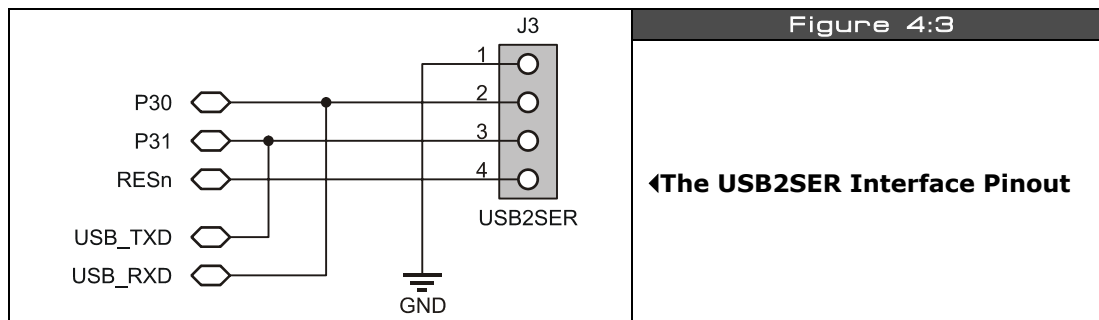 Figure 4:3
J3
1
P30
2
P31
3
RESn
4
USB2SER
USB_TXD
USB_RXD
GND
◀The USB2SER Interface Pinout